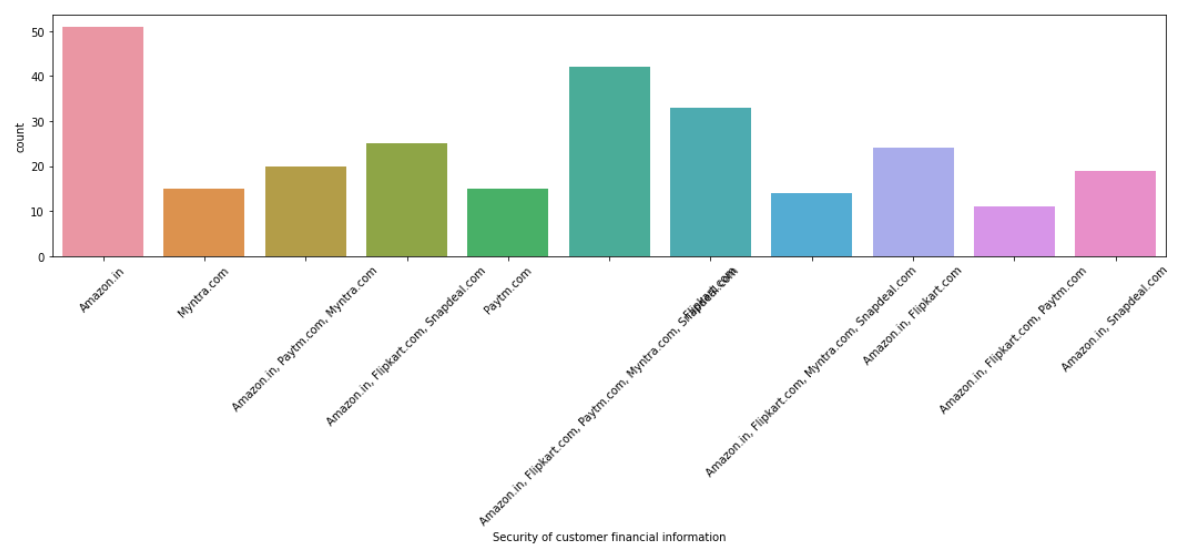 50
40
30
20
10
0
count
Amazon.in
Myntra.com
Amazon.in, Paytm.com, Myntra.com
Amazon.in, Flipkart.com, Snapdeal.com
Paytm.com
Amazon.in, Flipkart.com, Paytm.com, Myntra.com, Snapdeal.com
Flipkart.com
Amazon.in, Flipkart.com, Myntra.com, Snapdeal.com
Amazon.in, Flipkart.com
Amazon.in, Flipkart.com, Paytm.com
Amazon.in, Snapdeal.com
Security of customer financial information